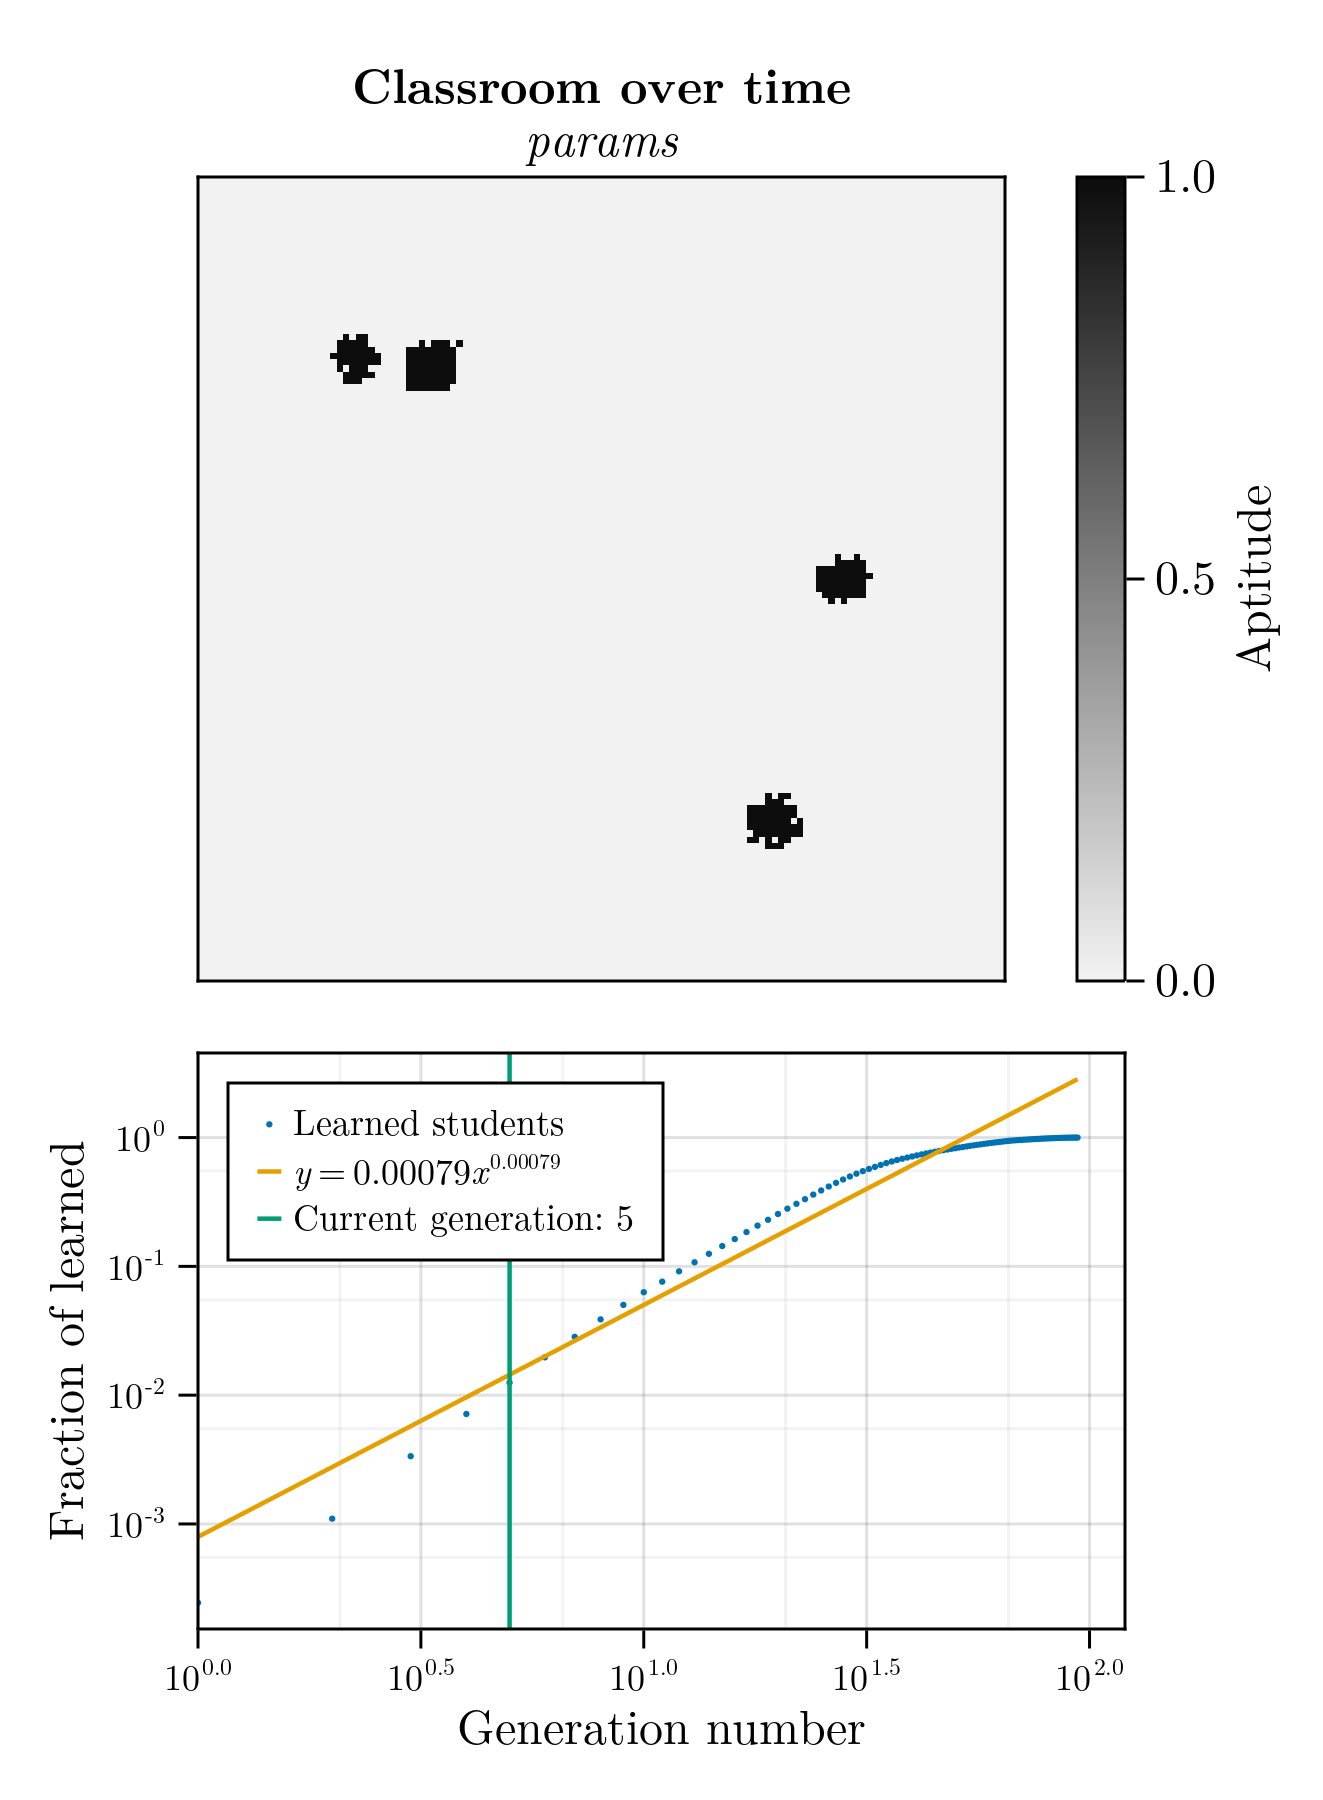 Classroom over time
params
1.0
0.5
0.0
Aptitude
Learned students
y = 0.00079x^0.00079
Current generation: 5
10^0
10^-1
10^-2
10^-3
Fraction of learned
10^0.0 10^0.5 10^1.0 10^1.5 10^2.0
Generation number